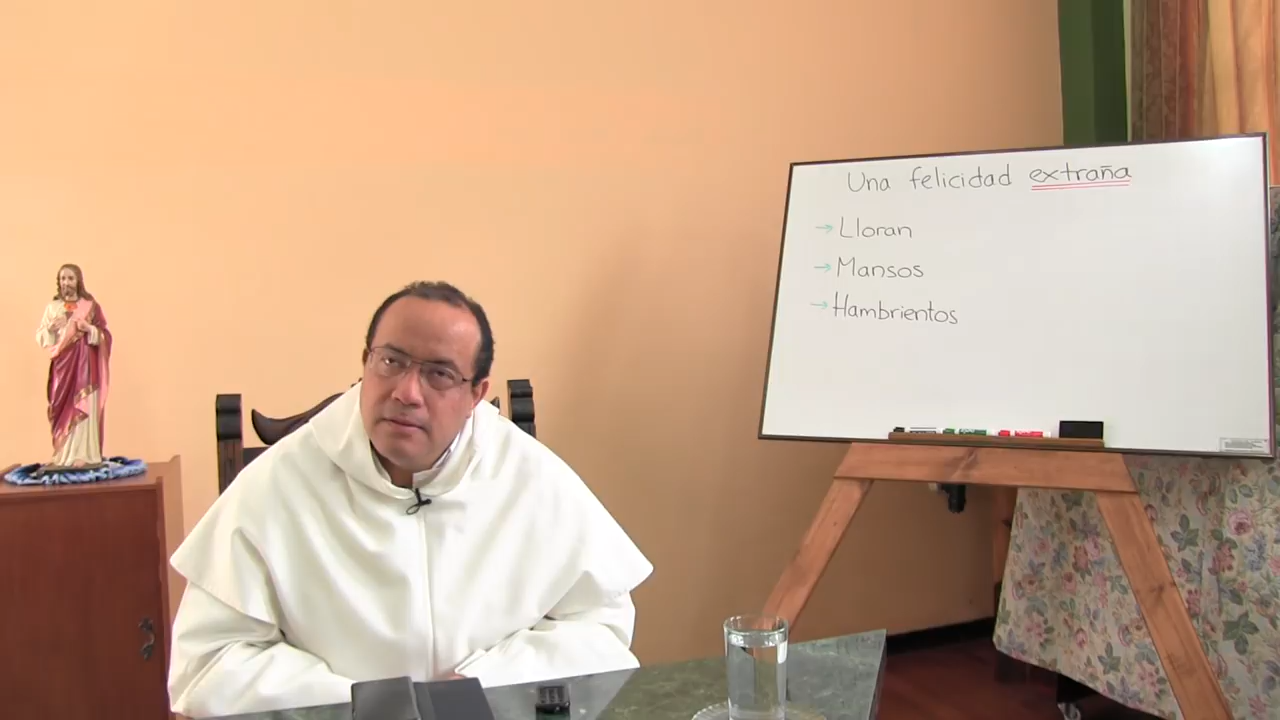 Una felicidad extraña
→ Lloran
→ Mansos
→ Hambrientos